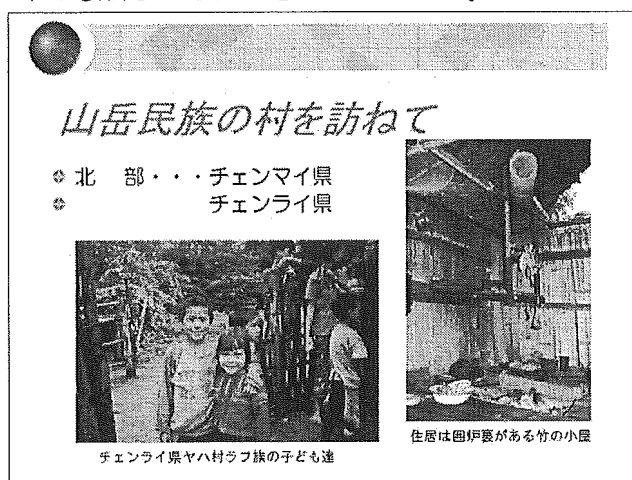 山岳民族の村を訪ねて
北　部・・・チェンマイ県
チェンライ県
チェンライ県ヤハ村ラフ族の子ども達
住居は囲炉裏がある竹の小屋